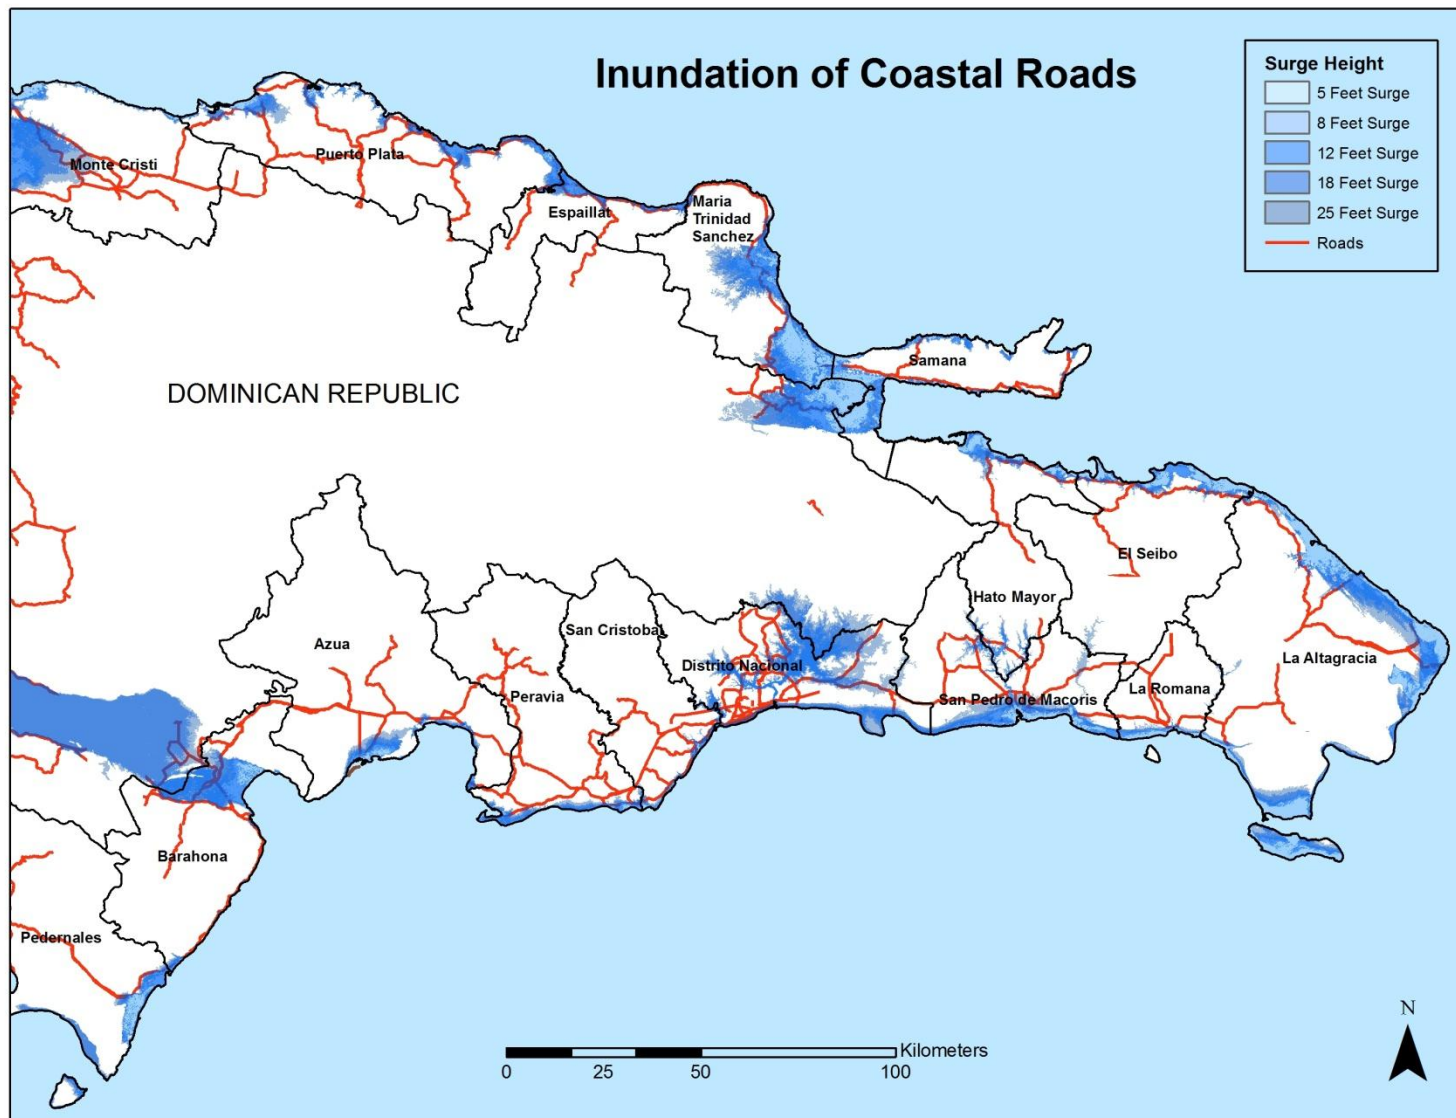 Inundation of Coastal Roads
Surge Height
5 Feet Surge
8 Feet Surge
12 Feet Surge
18 Feet Surge
25 Feet Surge
Roads
Monte Cristi
Puerto Plata
Espaillat
Maria
Trinidad
Sanchez
Samana
DOMINICAN REPUBLIC
El Seibo
Hato Mayor
Azua
San Cristobal
Distrito Nacional
La Altagracia
Peravia
San Pedro de Macoris
La Romana
Barahona
Pedernales
N
Kilometers
0 25 50 100